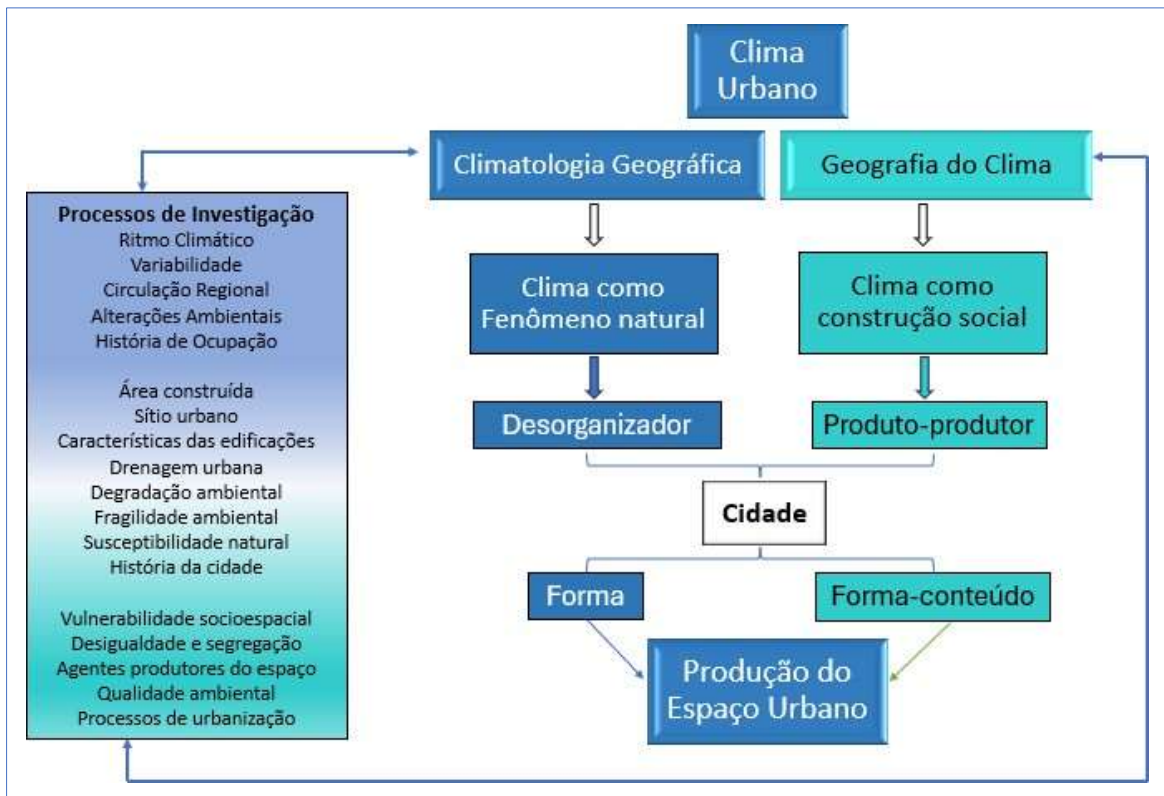 Clima
Urbano
Climatologia Geográfica
Geografia do Clima
Processos de Investigação
Ritmo Climático
Variabilidade
Circulação Regional
Alterações Ambientais
História de Ocupação
Área construída
Sítio urbano
Características das edificações
Drenagem urbana
Degradação ambiental
Fragilidade ambiental
Susceptibilidade natural
História da cidade
Vulnerabilidade socioespacial
Desigualdade e segregação
Agentes produtores do espaço
Qualidade ambiental
Processos de urbanização
Clima como
Fenômeno natural
Clima como
construção social
Desorganizador
Produto-produtor
Cidade
Forma
Forma-conteúdo
Produção do
Espaço Urbano